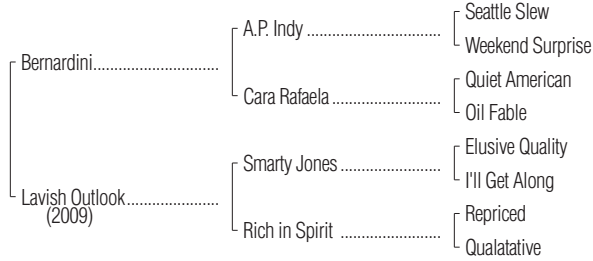 Seattle Slew
A.P. Indy ..............................
Weekend Surprise
Bernardini............................
Quiet American
Cara Rafaela .........................
Oil Fable
Elusive Quality
Smarty Jones .......................
I'll Get Along
Lavish Outlook.....................
(2009)
Repriced
Rich in Spirit ......................
Qualatative